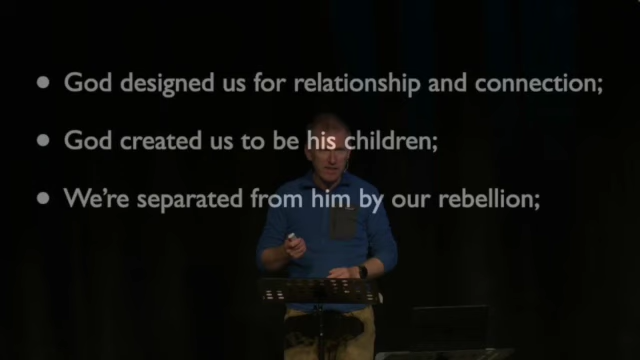 • God designed us for relationship and connection;
• God created us to be his children;
• We're separated from him by our rebellion;